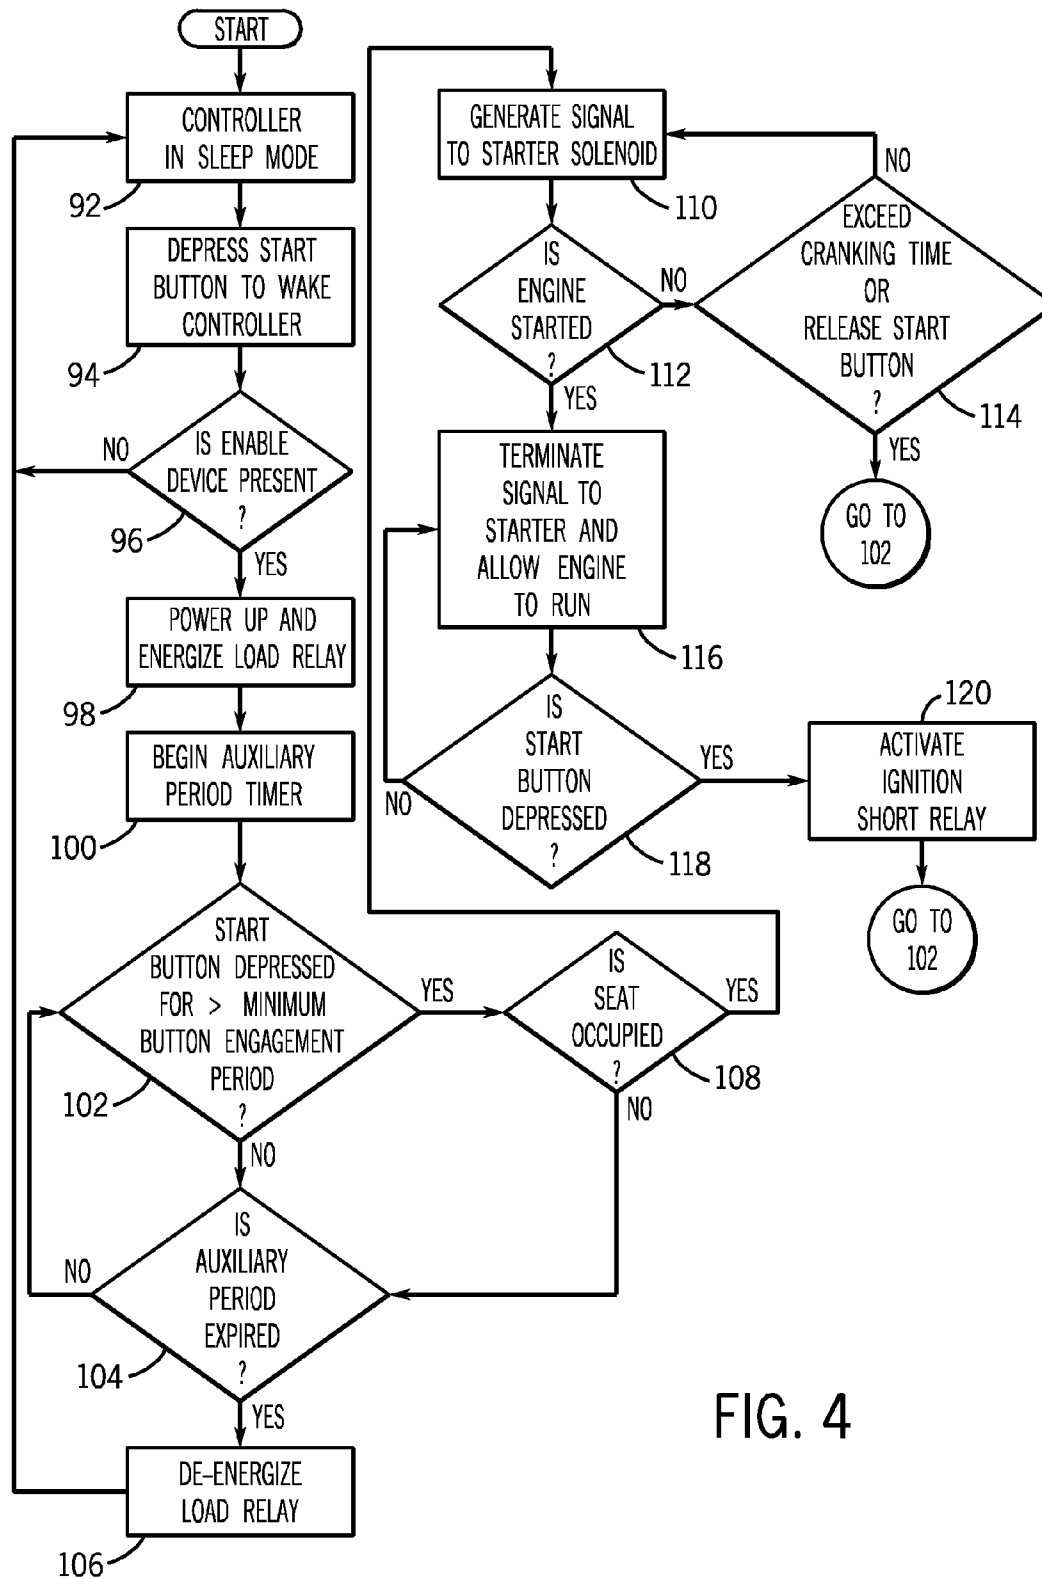 START
CONTROLLER
IN SLEEP MODE
92
DEPRESS START
BUTTON TO WAKE
CONTROLLER
94
NO
IS ENABLE
DEVICE PRESENT
?
96
YES
POWER UP AND
ENERGIZE LOAD RELAY
98
BEGIN AUXILIARY
PERIOD TIMER
100
START
BUTTON DEPRESSED
FOR > MINIMUM
BUTTON ENGAGEMENT
PERIOD
?
102
YES
NO
IS
AUXILIARY
PERIOD
EXPIRED
?
NO
104
YES
DE-ENERGIZE
LOAD RELAY
106
IS
SEAT
OCCUPIED
?
YES
108
NO
GENERATE SIGNAL
TO STARTER SOLENOID
110
IS
ENGINE
STARTED
?
NO
112
YES
EXCEED
CRANKING TIME
OR
RELEASE START
BUTTON
?
NO
114
YES
GO TO
102
TERMINATE
SIGNAL TO
STARTER AND
ALLOW ENGINE
TO RUN
116
IS
START
BUTTON
DEPRESSED
?
NO
YES
118
120
ACTIVATE
IGNITION
SHORT RELAY
GO TO
102
FIG. 4